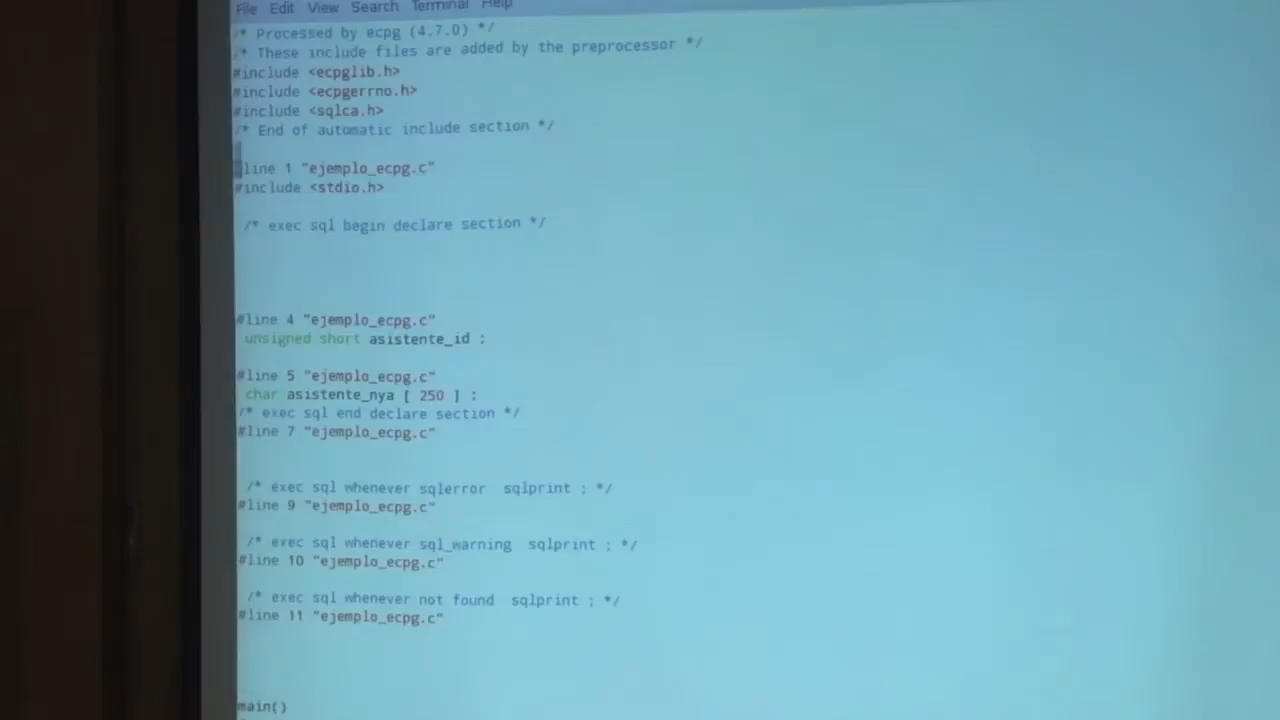 File Edit View Search Terminal Help
/* Processed by ecpg (4.7.0) */
/* These include files are added by the preprocessor */
#include <ecpglib.h>
#include <ecpgerrno.h>
#include <sqlca.h>
/* End of automatic include section */
line 1 "ejemplo_ecpg.c"
#include <stdio.h>
/* exec sql begin declare section */
#line 4 "ejemplo_ecpg.c"
unsigned short asistente_id ;
#line 5 "ejemplo_ecpg.c"
char asistente_nya [ 250 ] ;
/* exec sql end declare section */
#line 7 "ejemplo_ecpg.c"
/* exec sql whenever sqlerror  sqlprint ; */
#line 9 "ejemplo_ecpg.c"
/* exec sql whenever sql_warning  sqlprint ; */
#line 10 "ejemplo_ecpg.c"
/* exec sql whenever not found  sqlprint ; */
#line 11 "ejemplo_ecpg.c"
main()